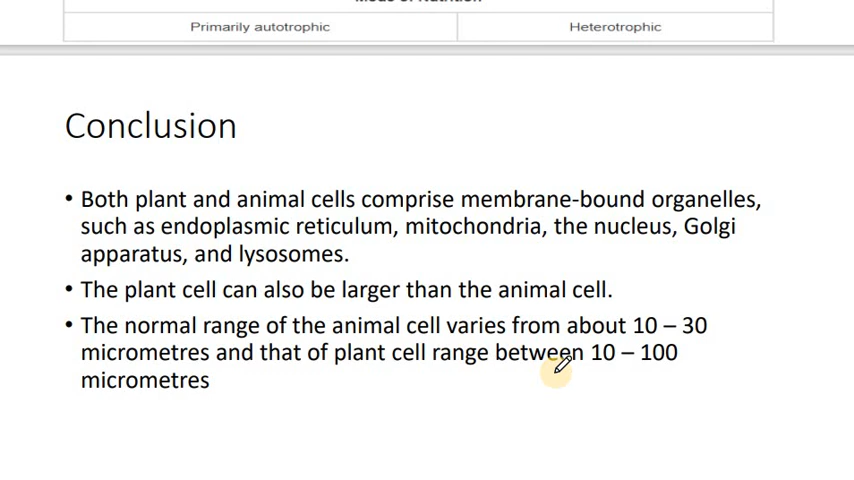 Primarily autotrophic Heterotrophic
Conclusion
• Both plant and animal cells comprise membrane-bound organelles,
such as endoplasmic reticulum, mitochondria, the nucleus, Golgi
apparatus, and lysosomes.
• The plant cell can also be larger than the animal cell.
• The normal range of the animal cell varies from about 10 – 30
micrometres and that of plant cell range between 10 – 100
micrometres